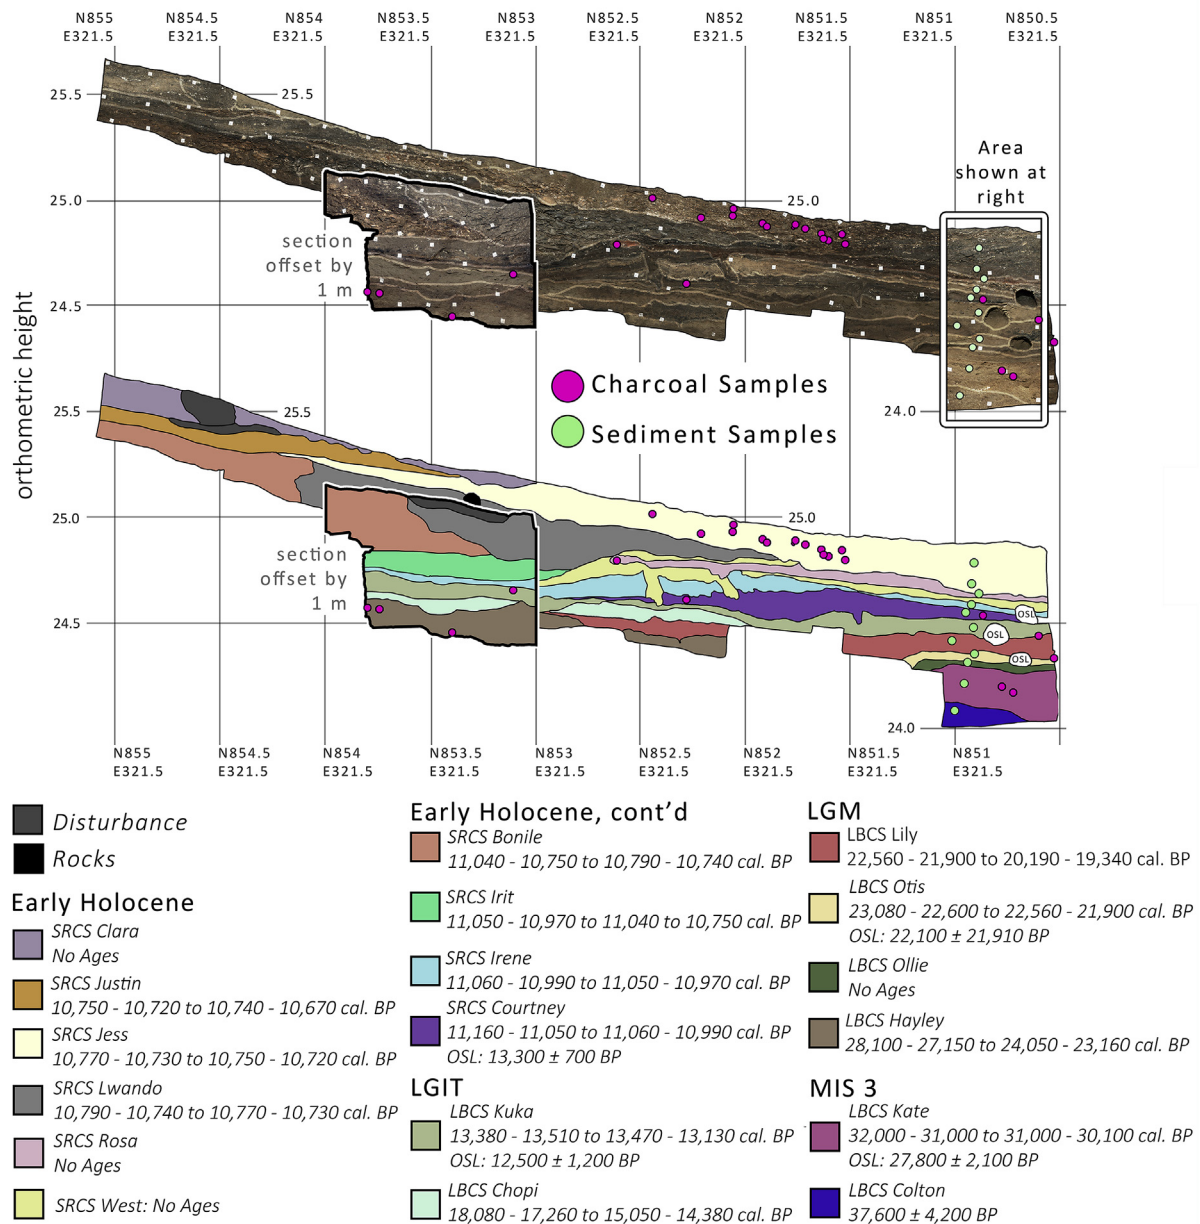 N855 N854.5 N854 N853.5 N853 N852.5 N852 N851.5 N851 N850.5
E321.5 E321.5 E321.5 E321.5 E321.5 E321.5 E321.5 E321.5 E321.5 E321.5
25.5
25.5
Area
shown at
right
25.0
25.0
section
offset by
1 m
24.5
orthometric height
Charcoal Samples
Sediment Samples
24.0
25.5
25.5
25.0
25.0
section
offset by
1 m
24.5
OSL
OSL
OSL
24.0
N855 N854.5 N854 N853.5 N853 N852.5 N852 N851.5 N851
E321.5 E321.5 E321.5 E321.5 E321.5 E321.5 E321.5 E321.5 E321.5
Disturbance
Rocks
Early Holocene
SRCS Clara
No Ages
SRCS Justin
10,750 - 10,720 to 10,740 - 10,670 cal. BP
SRCS Jess
10,770 - 10,730 to 10,750 - 10,720 cal. BP
SRCS Lwando
10,790 - 10,740 to 10,770 - 10,730 cal. BP
SRCS Rosa
No Ages
SRCS West: No Ages
Early Holocene, cont'd
SRCS Bonile
11,040 - 10,750 to 10,790 - 10,740 cal. BP
SRCS Irit
11,050 - 10,970 to 11,040 to 10,750 cal. BP
SRCS Irene
11,060 - 10,990 to 11,050 - 10,970 cal. BP
SRCS Courtney
11,160 - 11,050 to 11,060 - 10,990 cal. BP
OSL: 13,300 ± 700 BP
LGIT
LBCS Kuka
13,380 - 13,510 to 13,470 - 13,130 cal. BP
OSL: 12,500 ± 1,200 BP
LBCS Chopi
18,080 - 17,260 to 15,050 - 14,380 cal. BP
LGM
LBCS Lily
22,560 - 21,900 to 20,190 - 19,340 cal. BP
LBCS Otis
23,080 - 22,600 to 22,560 - 21,900 cal. BP
OSL: 22,100 ± 21,910 BP
LBCS Ollie
No Ages
LBCS Hayley
28,100 - 27,150 to 24,050 - 23,160 cal. BP
MIS 3
LBCS Kate
32,000 - 31,000 to 31,000 - 30,100 cal. BP
OSL: 27,800 ± 2,100 BP
LBCS Colton
37,600 ± 4,200 BP